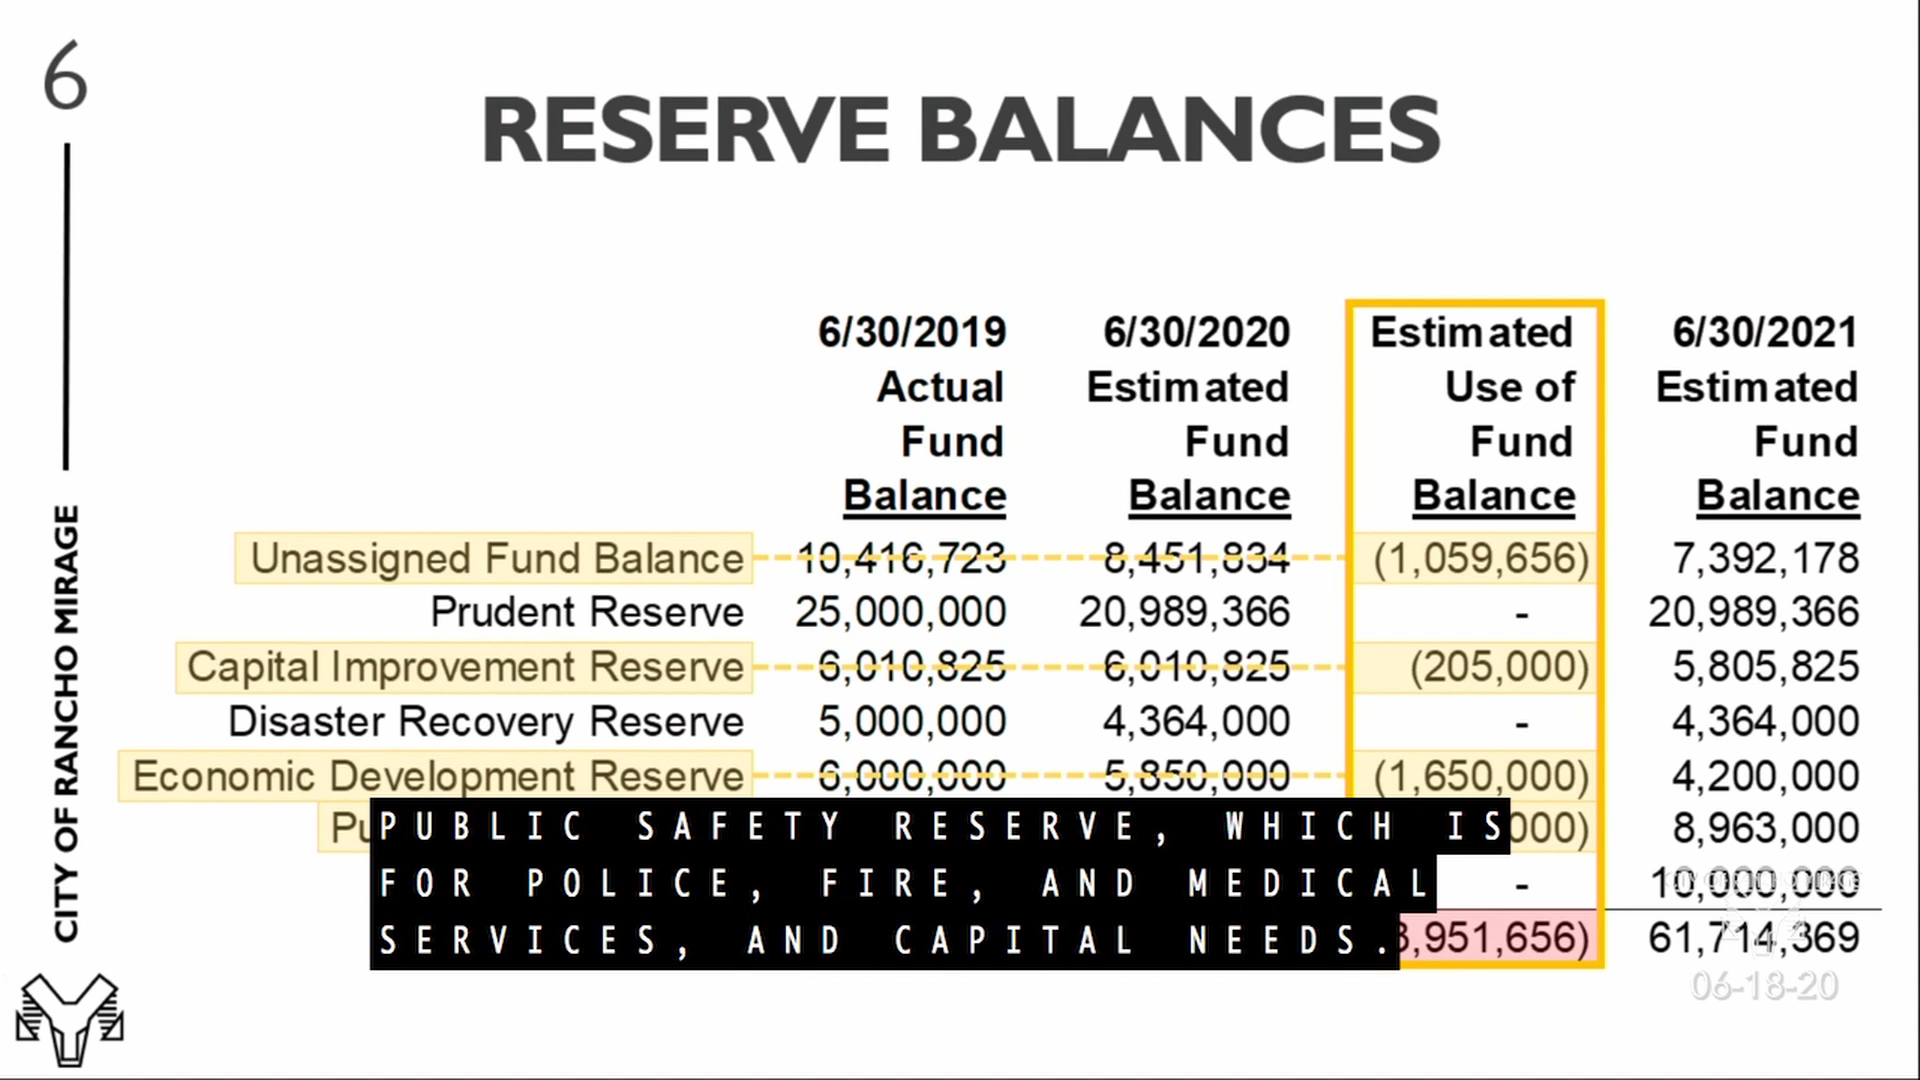 6
RESERVE BALANCES
CITY OF RANCHO MIRAGE
6/30/2019 6/30/2020 Estimated 6/30/2021
Actual Estimated Use of Estimated
Fund Fund Fund Fund
Balance Balance Balance Balance
Unassigned Fund Balance 10,416,723 8,451,834 (1,059,656) 7,392,178
Prudent Reserve 25,000,000 20,989,366 - 20,989,366
Capital Improvement Reserve 6,010,825 6,010,825 (205,000) 5,805,825
Disaster Recovery Reserve 5,000,000 4,364,000 - 4,364,000
Economic Development Reserve 6,000,000 5,850,000 (1,650,000) 4,200,000
8,963,000
- 10,000,000
3,951,656) 61,714,369
PUBLIC SAFETY RESERVE, WHICH IS
FOR POLICE, FIRE, AND MEDICAL
SERVICES, AND CAPITAL NEEDS.
06-18-20